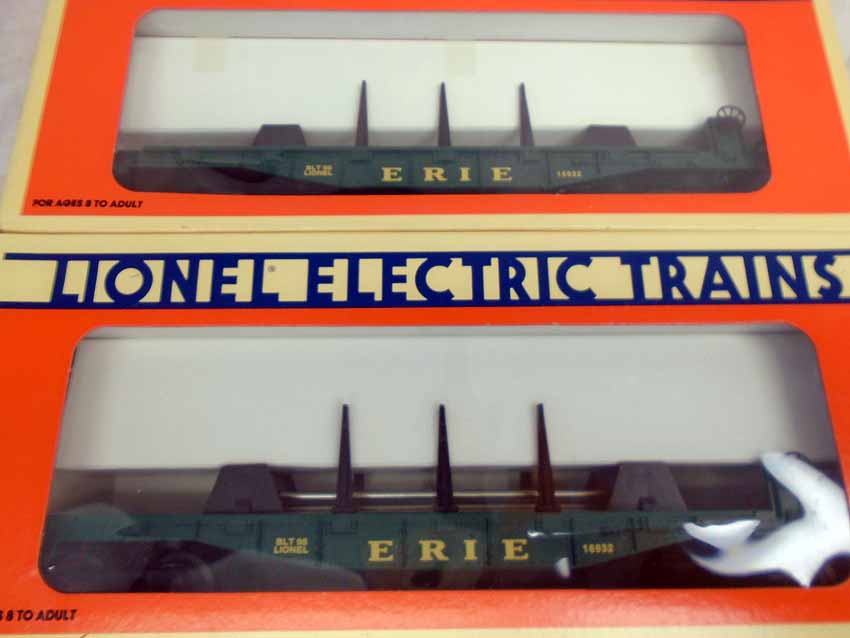 BLT 95
LIONEL
ERIE
16932
FOR AGES 8 TO ADULT
LIONEL® ELECTRIC TRAINS
BLT 95
LIONEL
ERIE
16932
8 TO ADULT